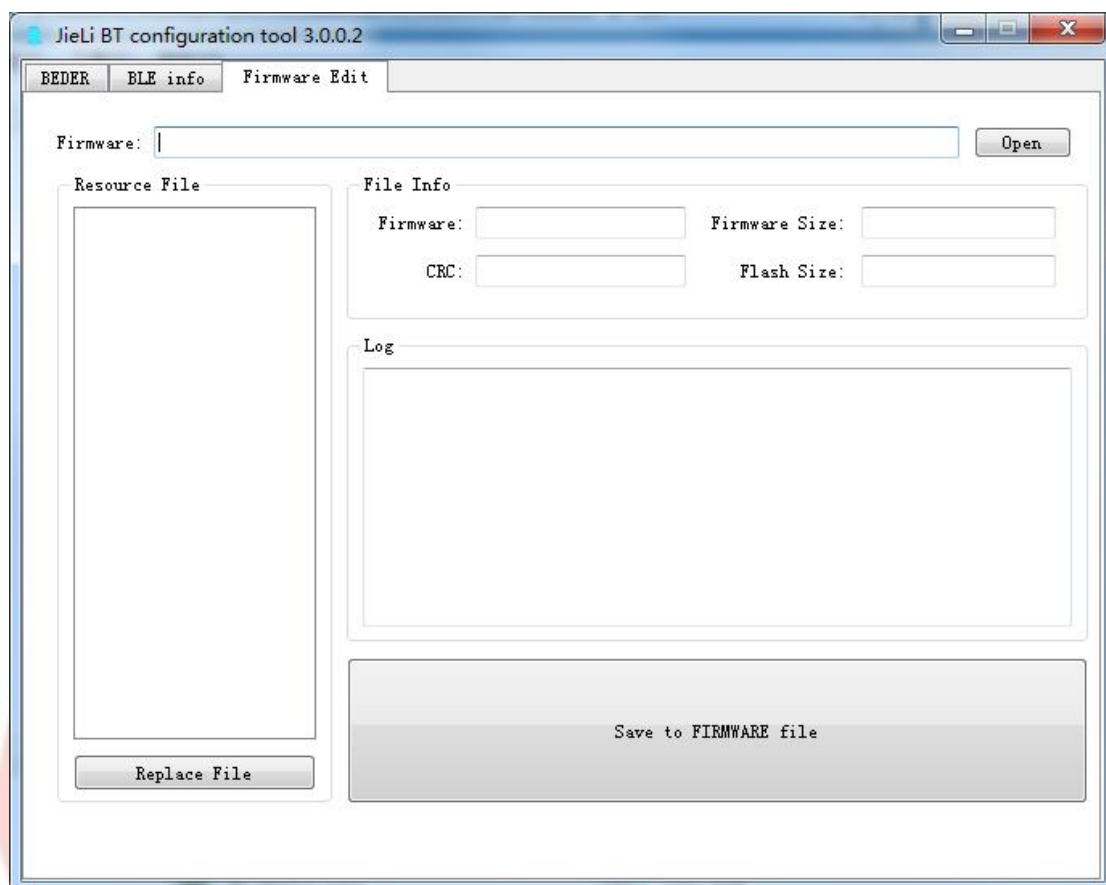 JieLi BT configuration tool 3.0.0.2
BEDER BLE info Firmware Edit
Firmware: Open
Resource File
File Info
Firmware: Firmware Size:
CRC: Flash Size:
Log
Save to FIRMWARE file
Replace File